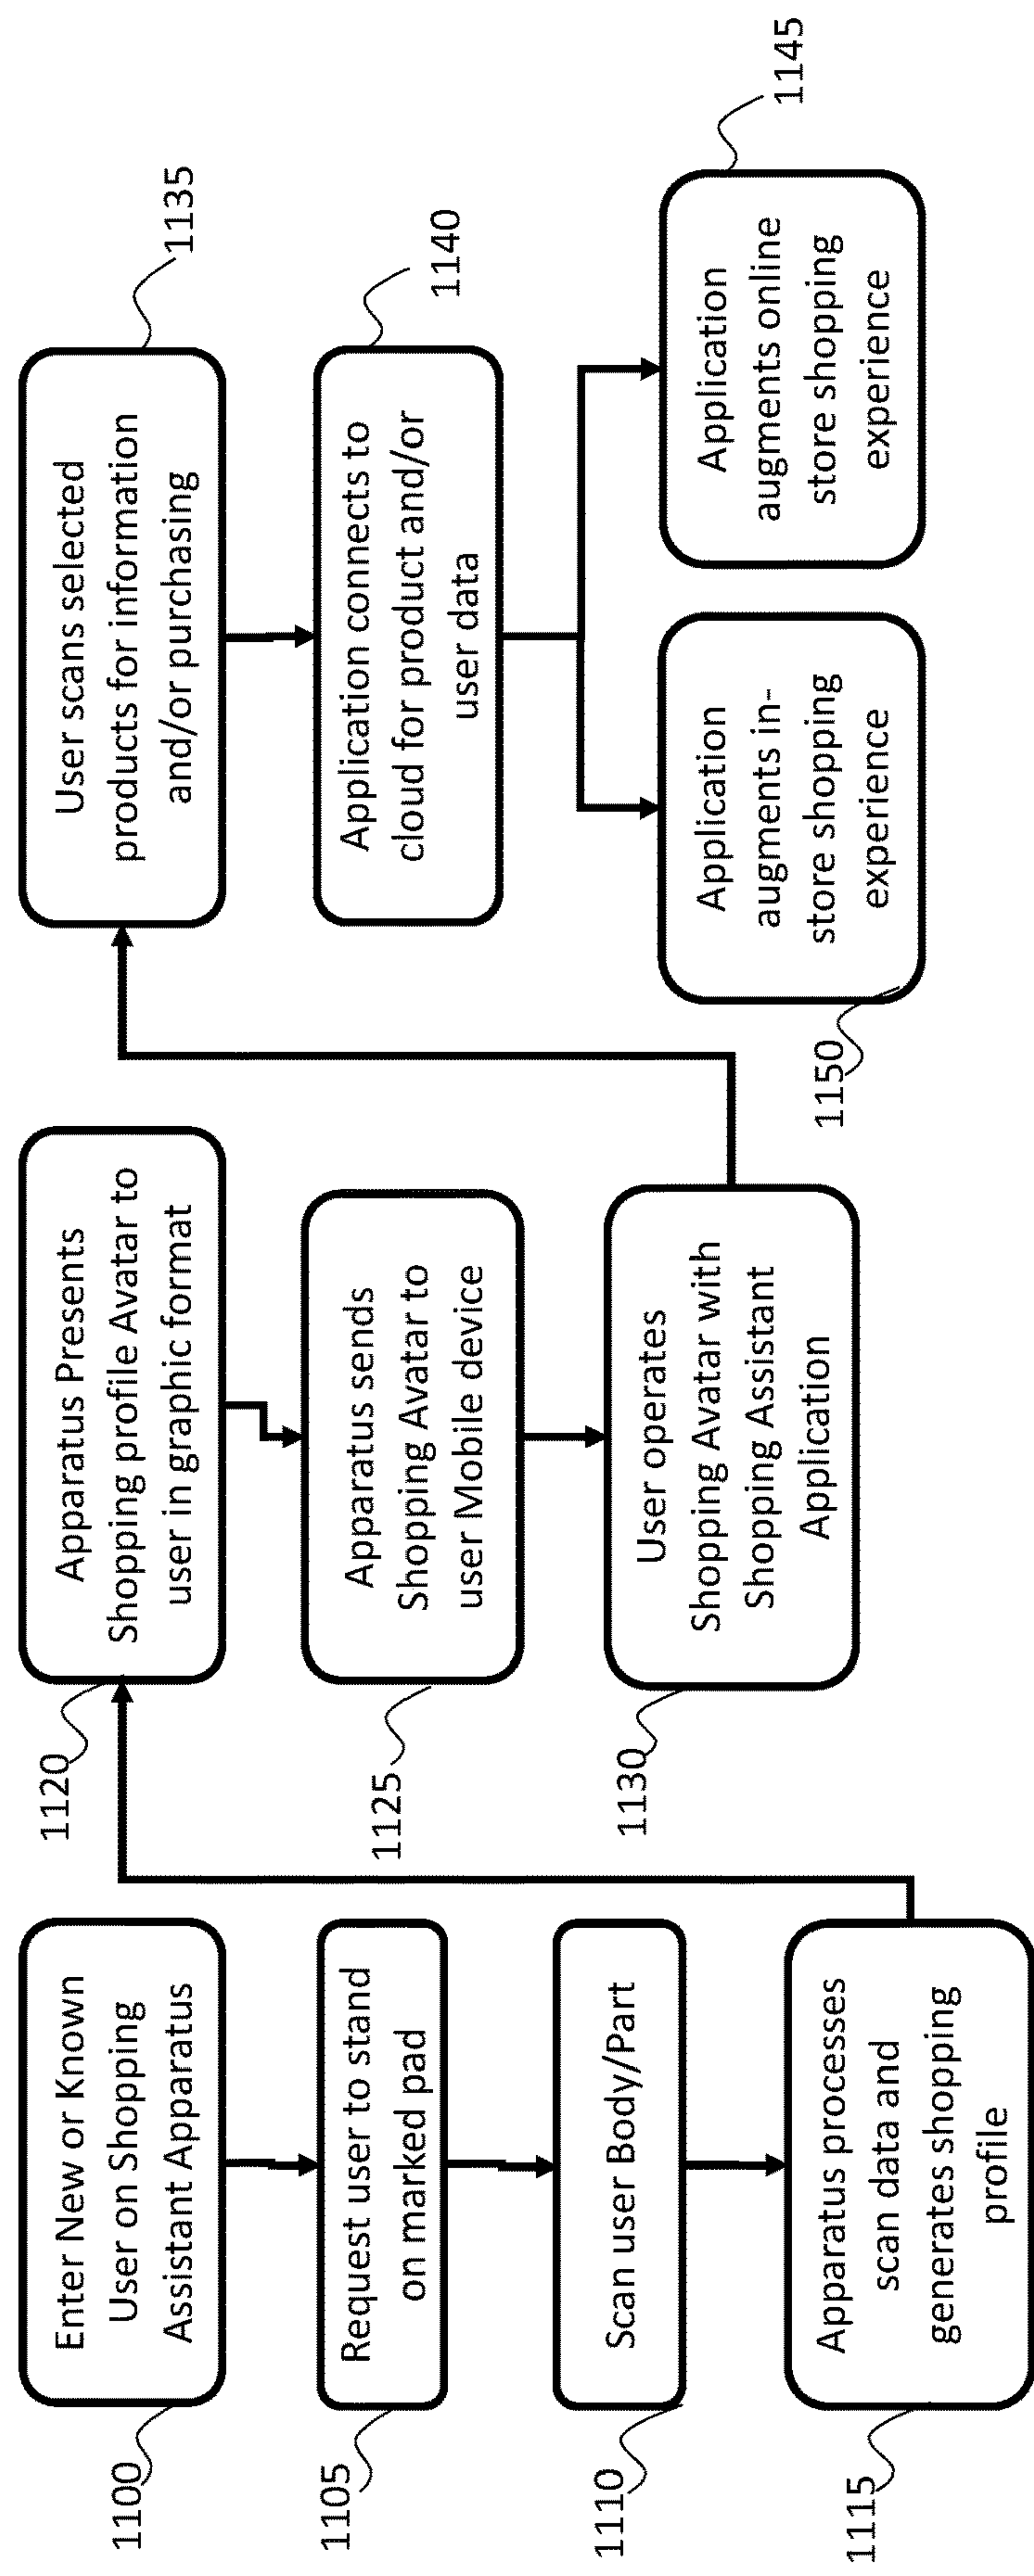 1100
Enter New or Known
User on Shopping
Assistant Apparatus
1105
Request user to stand
on marked pad
1110
Scan user Body/Part
1115
Apparatus processes
scan data and
generates shopping
profile
1120
Apparatus Presents
Shopping profile Avatar to
user in graphic format
1125
Apparatus sends
Shopping Avatar to
user Mobile device
1130
User operates
Shopping Avatar with
Shopping Assistant
Application
1135
User scans selected
products for information
and/or purchasing
1140
Application connects to
cloud for product and/or
user data
1150
Application
augments in-
store shopping
experience
1145
Application
augments online
store shopping
experience